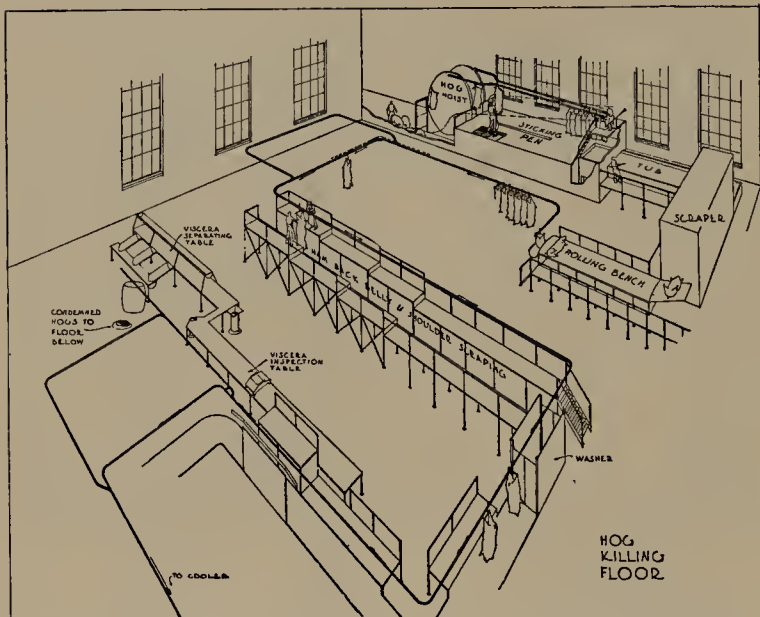 HOG
HOIST
STICKING
PEN
TUB
SCRAPER
ROLLING BENCH
VISCERA
SEPARATING
TABLE
HAM BACK BELLY & SHOULDER SCRAPING
CONDEMNED
HOGS TO
FLOOR
BELOW
VISCERA
INSPECTION
TABLE
WASHER
HOG
KILLING
FLOOR
TO COOLER